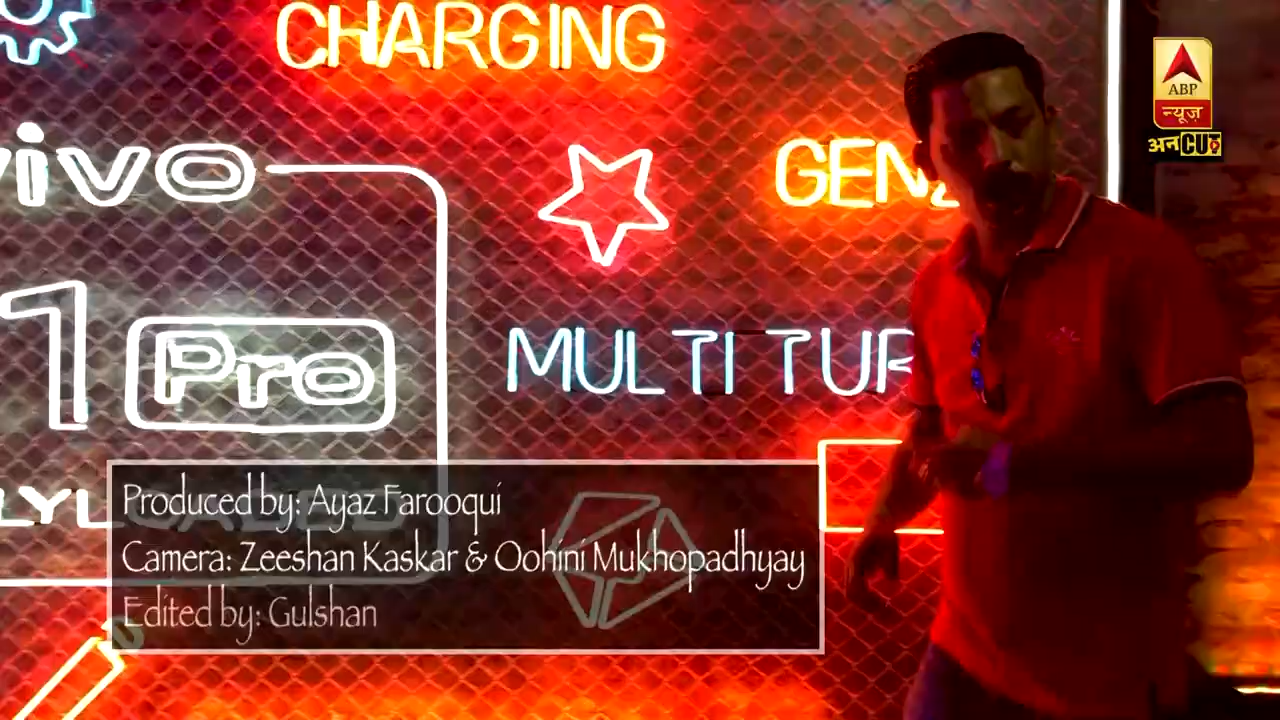 CHARGING
ABP
न्यूज़
अनCUT
vivo
GEN
1 Pro
MULTI TUR
Produced by: Ayaz Farooqui
Camera: Zeeshan Kaskar & Oohini Mukhopadhyay
Edited by: Gulshan